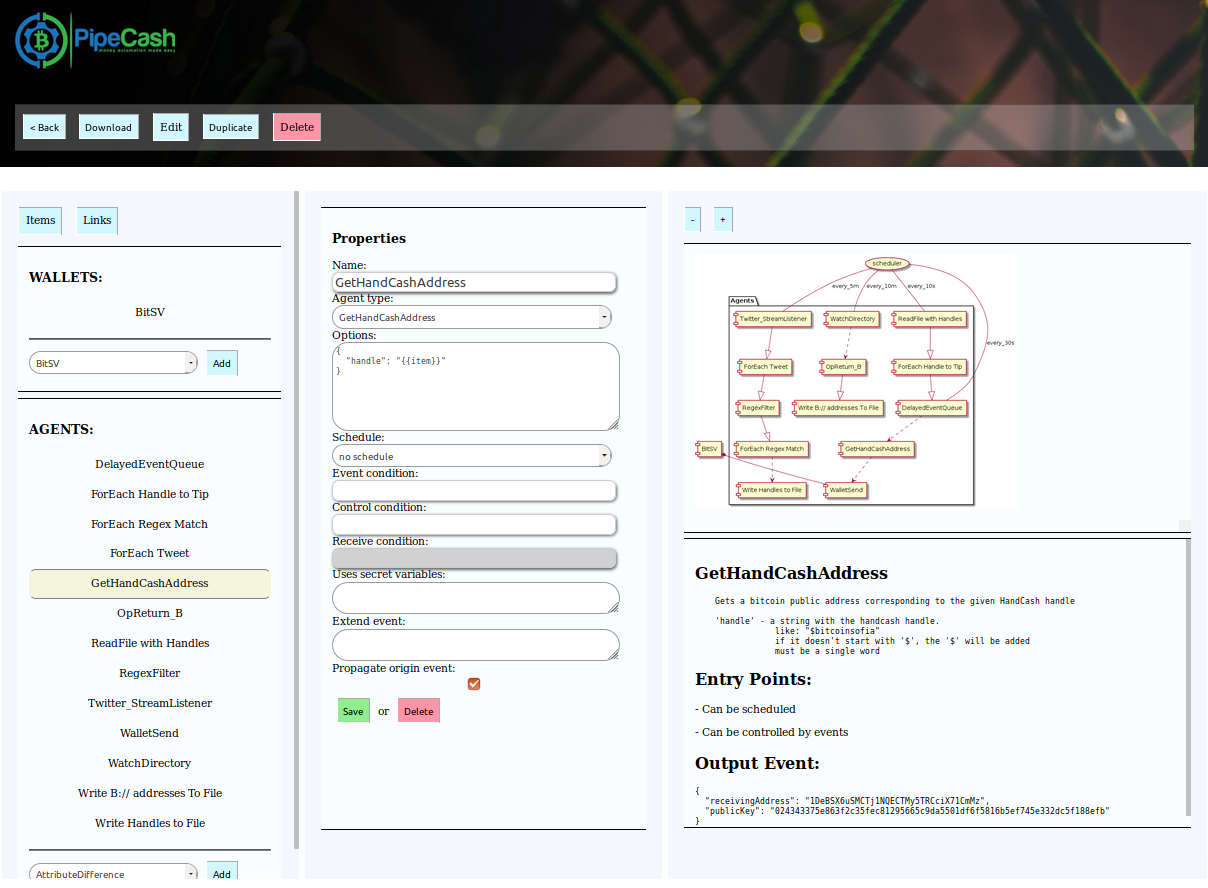 PipeCash
money automation made easy
< Back
Download
Edit
Duplicate
Delete
Items
Links
WALLETS:
BitSV
BitSV
Add
AGENTS:
DelayedEventQueue
ForEach Handle to Tip
ForEach Regex Match
ForEach Tweet
GetHandCashAddress
OpReturn_B
ReadFile with Handles
RegexFilter
Twitter_StreamListener
WalletSend
WatchDirectory
Write B:// addresses To File
Write Handles to File
AttributeDifference
Add
Properties
Name:
GetHandCashAddress
Agent type:
GetHandCashAddress
Options:
{
"handle": "{{item}}"
}
Schedule:
no schedule
Event condition:
Control condition:
Receive condition:
Uses secret variables:
Extend event:
Propagate origin event:
Save or Delete
-
+
scheduler
every_5m every_10m every_10s
Agents
Twitter_StreamListener WatchDirectory ReadFile with Handles
every_30s
ForEach Tweet OpReturn_B ForEach Handle to Tip
RegexFilter Write B:// addresses To File DelayedEventQueue
BitSV ForEach Regex Match GetHandCashAddress
Write Handles to File WalletSend
GetHandCashAddress
Gets a bitcoin public address corresponding to the given HandCash handle
'handle' - a string with the handcash handle.
like: "$bitcoinsofia"
if it doesn't start with '$', the '$' will be added
must be a single word
Entry Points:
- Can be scheduled
- Can be controlled by events
Output Event:
{
"receivingAddress": "1DeBSX6uSMCTj1NQECTMy5TRCciX71CmMz",
"publicKey": "024343375e863f2c35fec81295665c9da5501df6f5816b5ef745e332dc5f188efb"
}